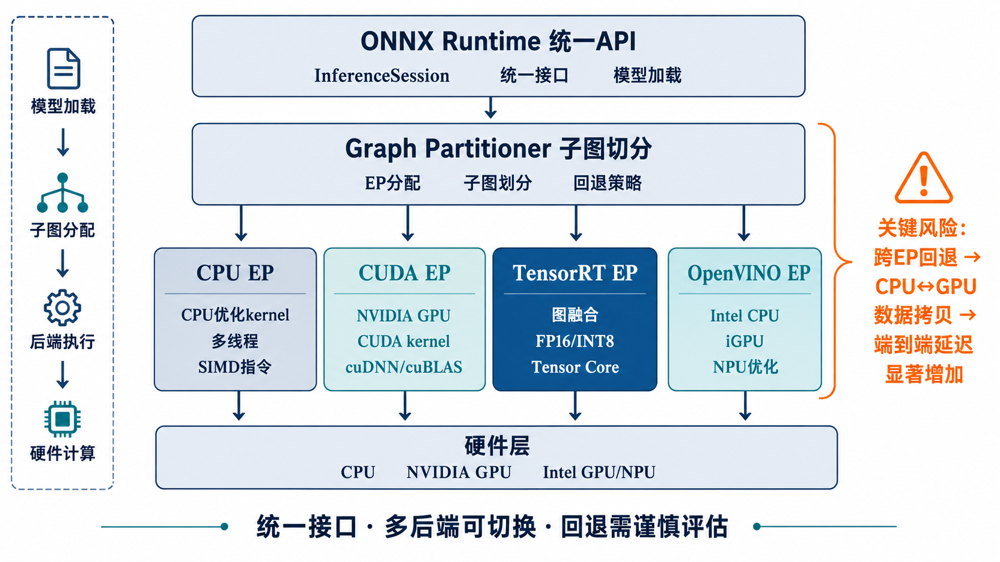 模型加载
子图分配
后端执行
硬件计算
ONNX Runtime 统一API
InferenceSession 统一接口 模型加载
Graph Partitioner 子图切分
EP分配 子图划分 回退策略
CPU EP
CPU优化kernel
多线程
SIMD指令
CUDA EP
NVIDIA GPU
CUDA kernel
cuDNN/cuBLAS
TensorRT EP
图融合
FP16/INT8
Tensor Core
OpenVINO EP
Intel CPU
iGPU
NPU优化
硬件层
CPU NVIDIA GPU Intel GPU/NPU
关键风险：
跨EP回退 →
CPU↔GPU
数据拷贝 →
端到端延迟
显著增加
统一接口 · 多后端可切换 · 回退需谨慎评估